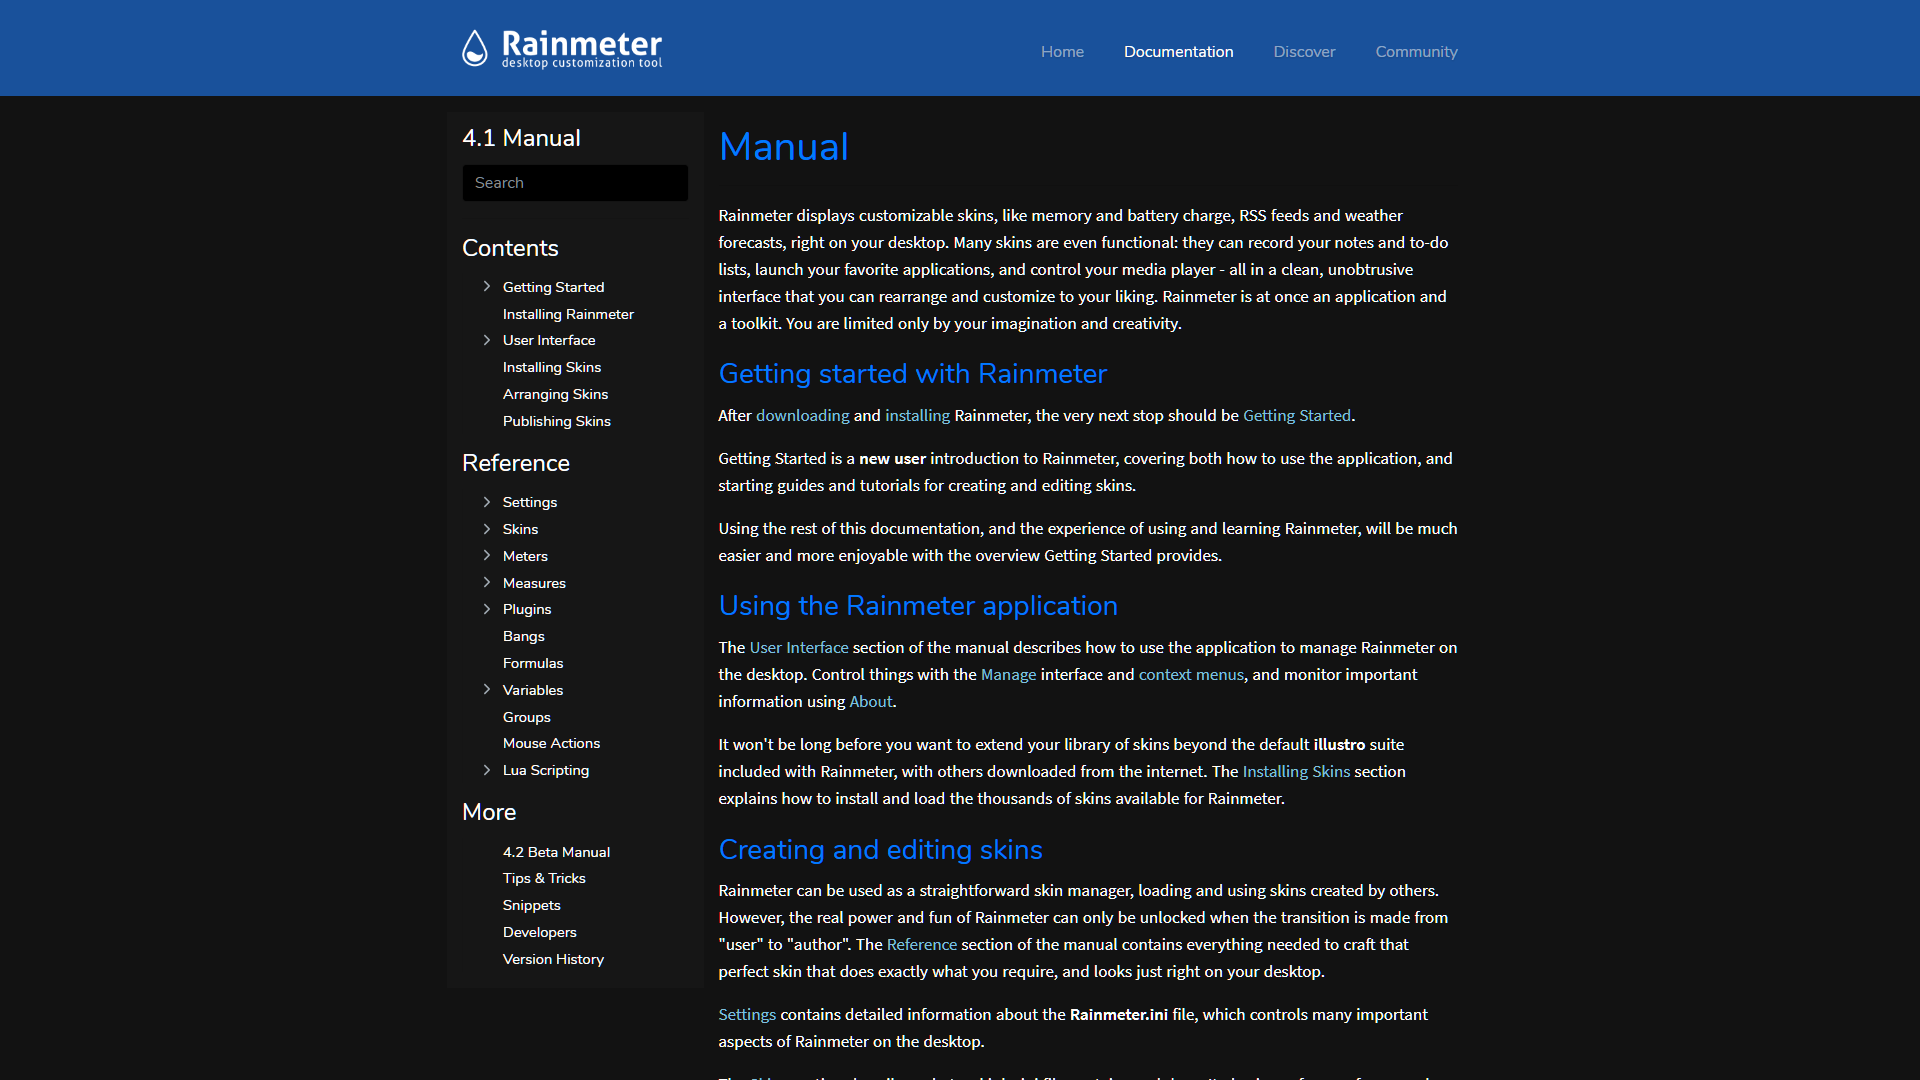 Rainmeter
desktop customization tool
Home
Documentation
Discover
Community
4.1 Manual
Search
Contents
Getting Started
Installing Rainmeter
User Interface
Installing Skins
Arranging Skins
Publishing Skins
Reference
Settings
Skins
Meters
Measures
Plugins
Bangs
Formulas
Variables
Groups
Mouse Actions
Lua Scripting
More
4.2 Beta Manual
Tips & Tricks
Snippets
Developers
Version History
Manual
Rainmeter displays customizable skins, like memory and battery charge, RSS feeds and weather
forecasts, right on your desktop. Many skins are even functional: they can record your notes and to-do
lists, launch your favorite applications, and control your media player - all in a clean, unobtrusive
interface that you can rearrange and customize to your liking. Rainmeter is at once an application and
a toolkit. You are limited only by your imagination and creativity.
Getting started with Rainmeter
After downloading and installing Rainmeter, the very next stop should be Getting Started.
Getting Started is a new user introduction to Rainmeter, covering both how to use the application, and
starting guides and tutorials for creating and editing skins.
Using the rest of this documentation, and the experience of using and learning Rainmeter, will be much
easier and more enjoyable with the overview Getting Started provides.
Using the Rainmeter application
The User Interface section of the manual describes how to use the application to manage Rainmeter on
the desktop. Control things with the Manage interface and context menus, and monitor important
information using About.
It won't be long before you want to extend your library of skins beyond the default illustro suite
included with Rainmeter, with others downloaded from the internet. The Installing Skins section
explains how to install and load the thousands of skins available for Rainmeter.
Creating and editing skins
Rainmeter can be used as a straightforward skin manager, loading and using skins created by others.
However, the real power and fun of Rainmeter can only be unlocked when the transition is made from
"user" to "author". The Reference section of the manual contains everything needed to craft that
perfect skin that does exactly what you require, and looks just right on your desktop.
Settings contains detailed information about the Rainmeter.ini file, which controls many important
aspects of Rainmeter on the desktop.